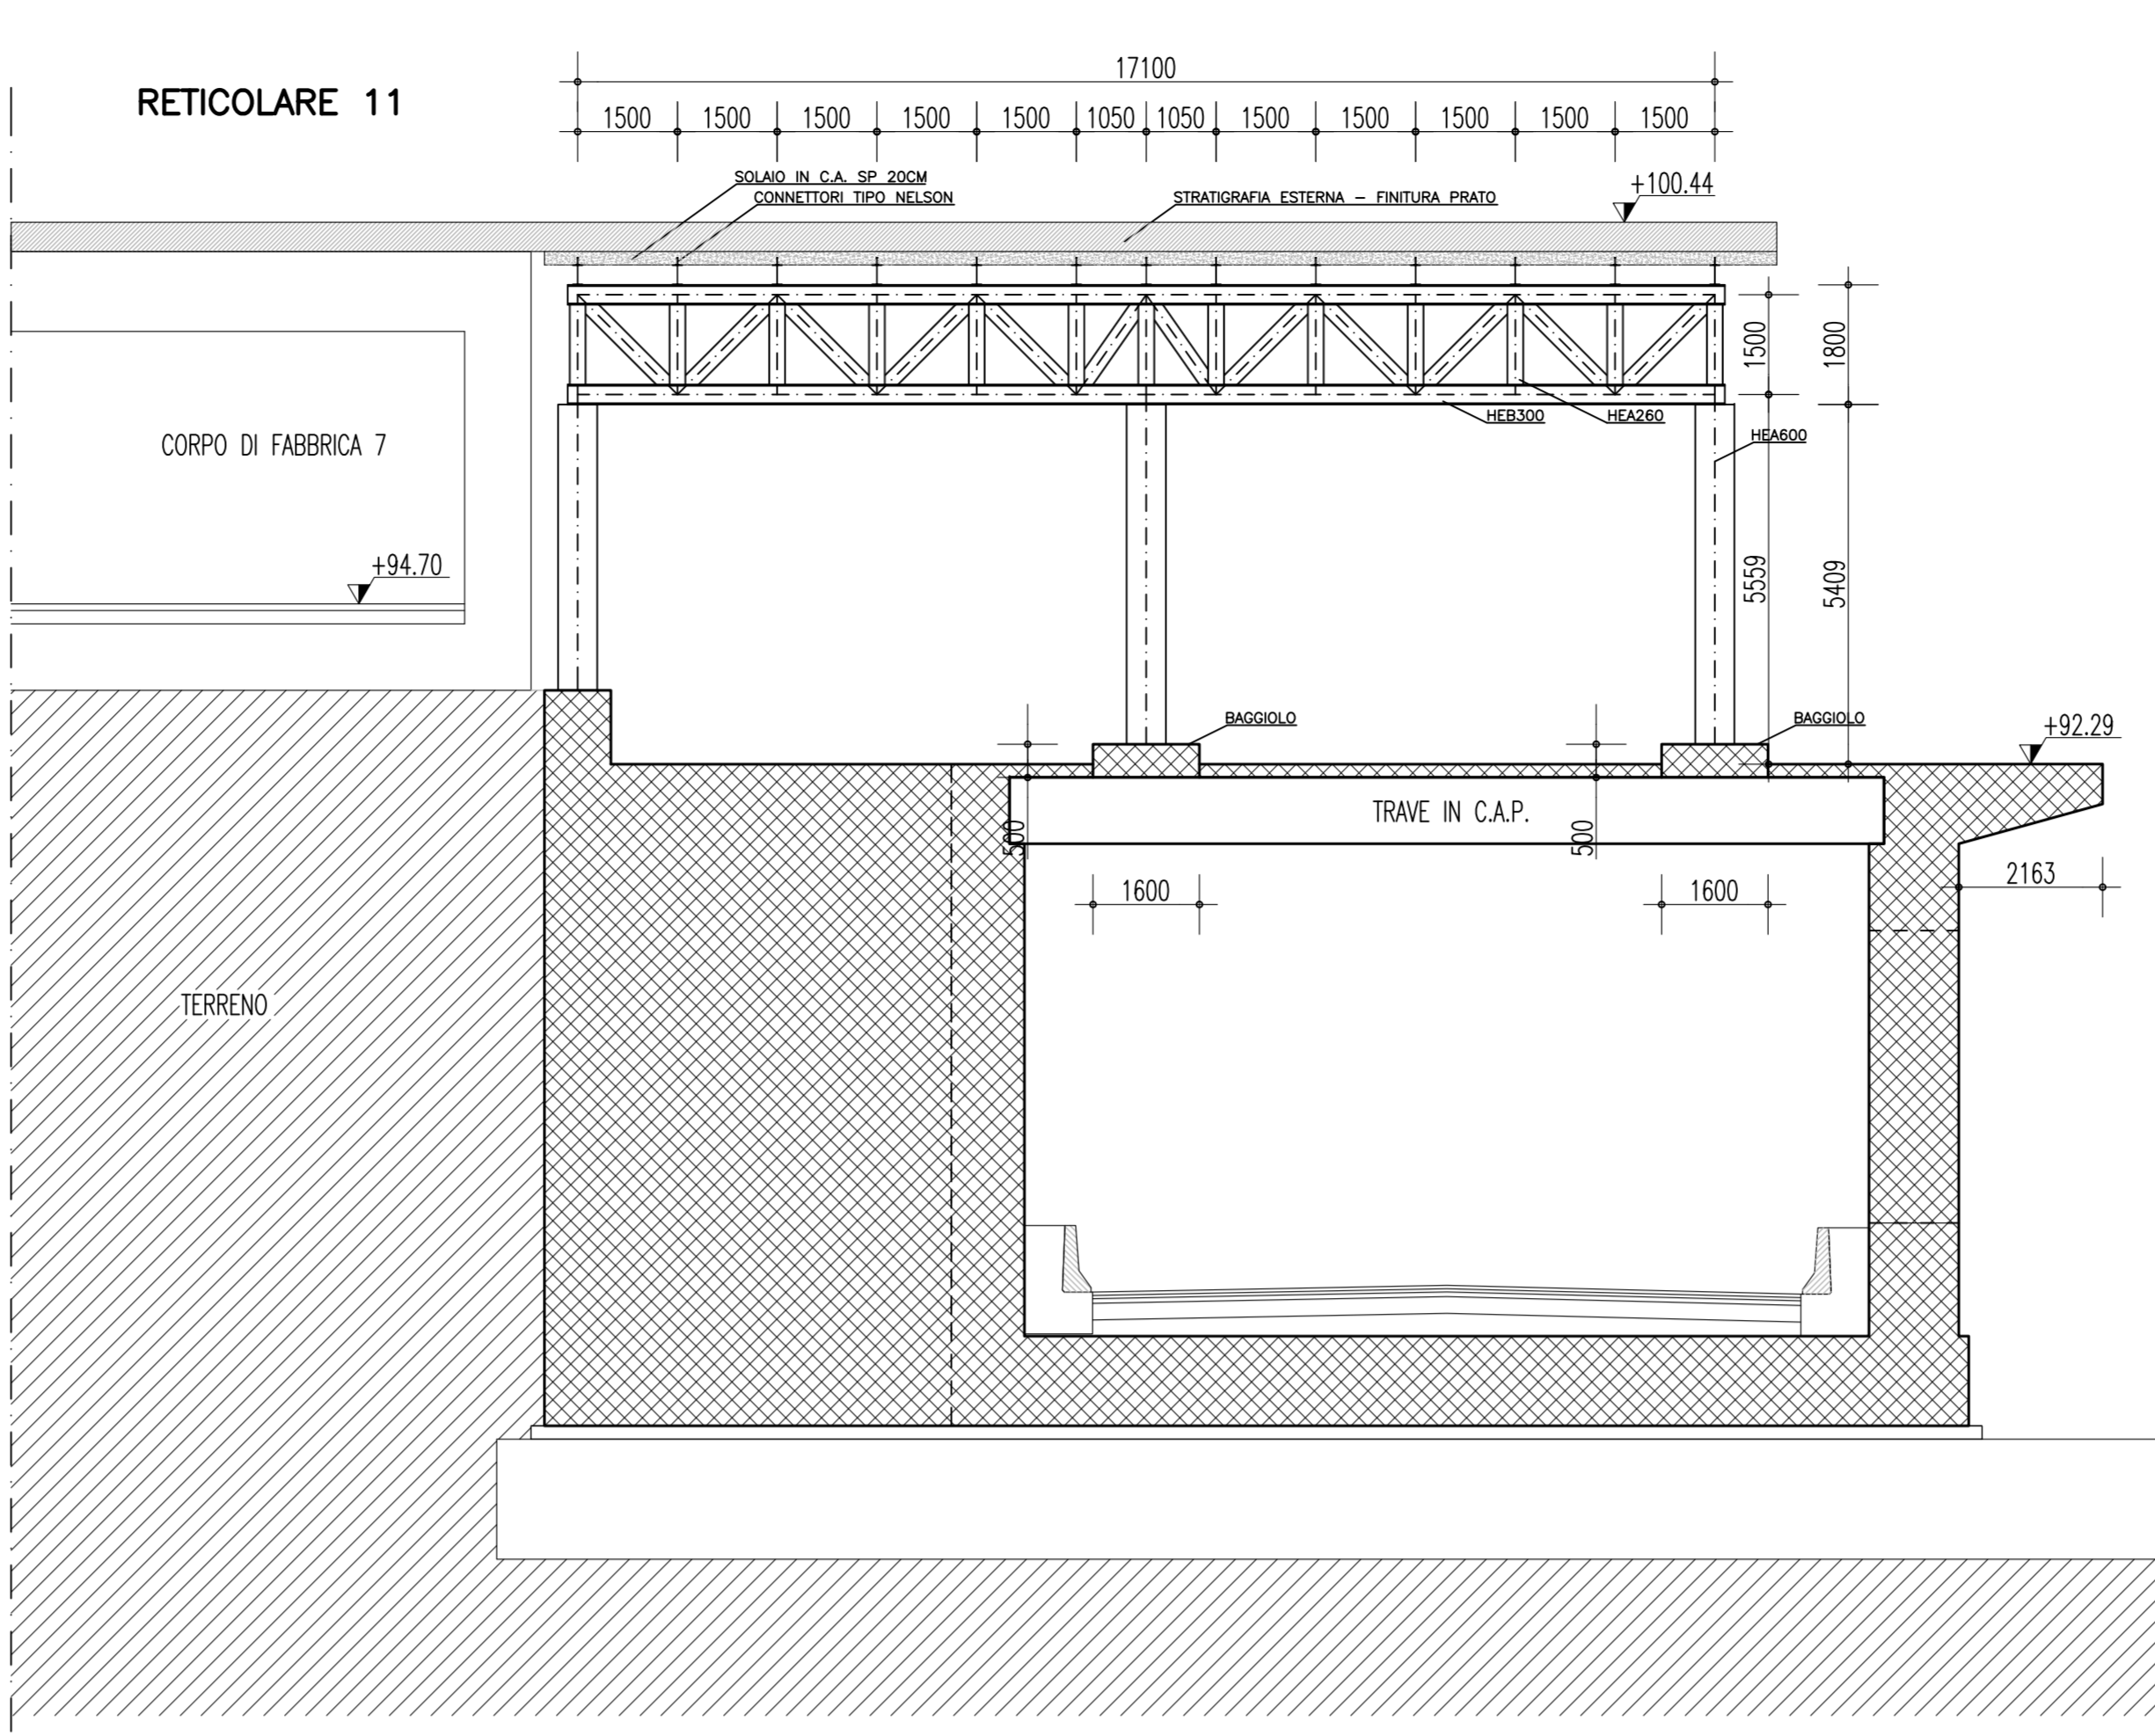 17100
RETICOLARE 11
1500 1500 1500 1500 1500 1050 1050 1500 1500 1500 1500 1500
SOLAIO IN C.A. SP 20CM
CONNETTORI TIPO NELSON
STRATIGRAFIA ESTERNA – FINITURA PRATO
+100.44
1500
1800
HEB300
HEA260
HEA600
CORPO DI FABBRICA 7
+94.70
5559
5409
BAGGIOLO
BAGGIOLO
+92.29
TRAVE IN C.A.P.
500
500
1600
1600
2163
TERRENO